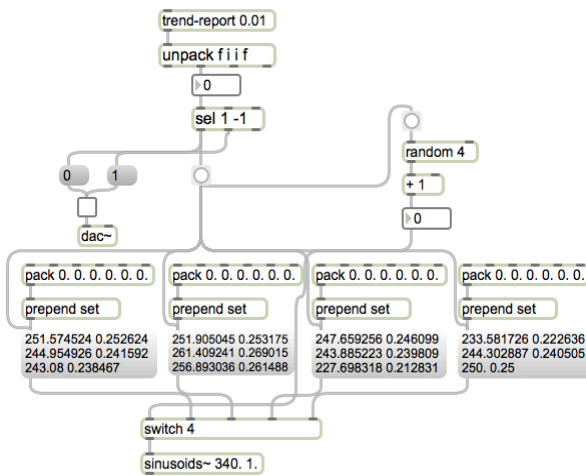 trend-report 0.01
unpack f i i f
0
sel 1 -1
0
1
random 4
+ 1
0
dac~
pack 0. 0. 0. 0. 0. 0.
pack 0. 0. 0. 0. 0. 0.
pack 0. 0. 0. 0. 0. 0.
pack 0. 0. 0. 0. 0. 0.
prepend set
prepend set
prepend set
prepend set
251.574524 0.252624
244.954926 0.241592
243.08 0.238467
251.905045 0.253175
261.409241 0.269015
256.893036 0.261488
247.659256 0.246099
243.885223 0.239809
227.698318 0.212831
233.581726 0.222636
244.302887 0.240505
250. 0.25
switch 4
sinusoids~ 340. 1.